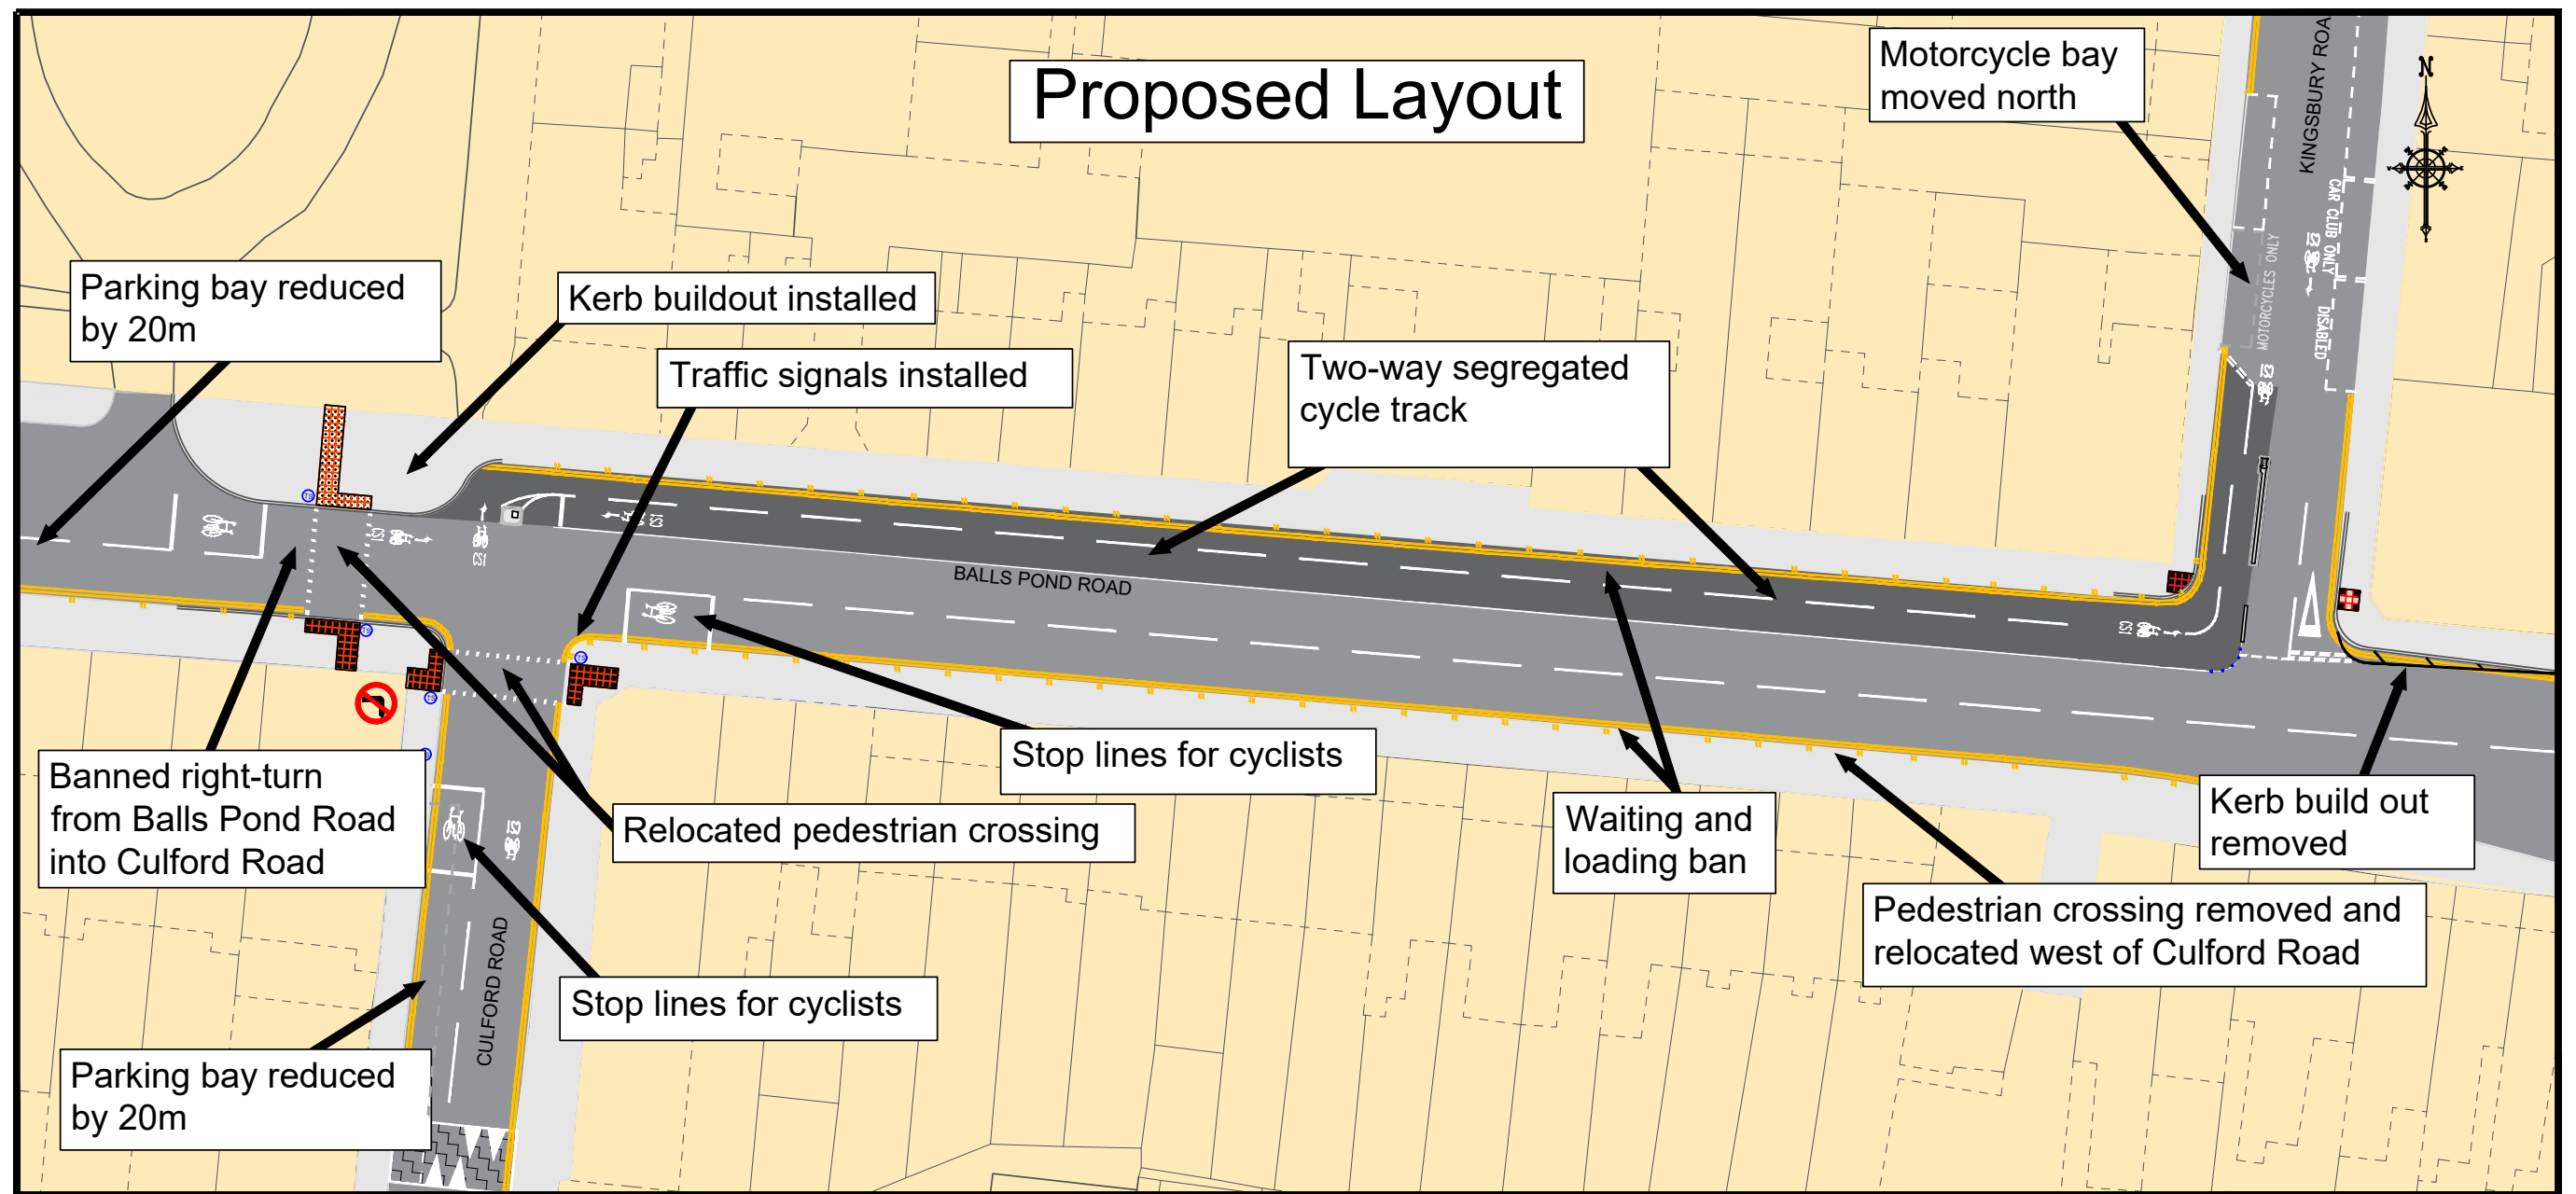 Proposed Layout
Motorcycle bay
moved north
KINGSBURY ROA
N
CAR CLUB ONLY
MOTORCYCLES ONLY
DISABLED
Parking bay reduced
by 20m
Kerb buildout installed
Traffic signals installed
Two-way segregated
cycle track
BALLS POND ROAD
Banned right-turn
from Balls Pond Road
into Culford Road
Relocated pedestrian crossing
Stop lines for cyclists
Waiting and
loading ban
Kerb build out
removed
Pedestrian crossing removed and
relocated west of Culford Road
CULFORD ROAD
Stop lines for cyclists
Parking bay reduced
by 20m